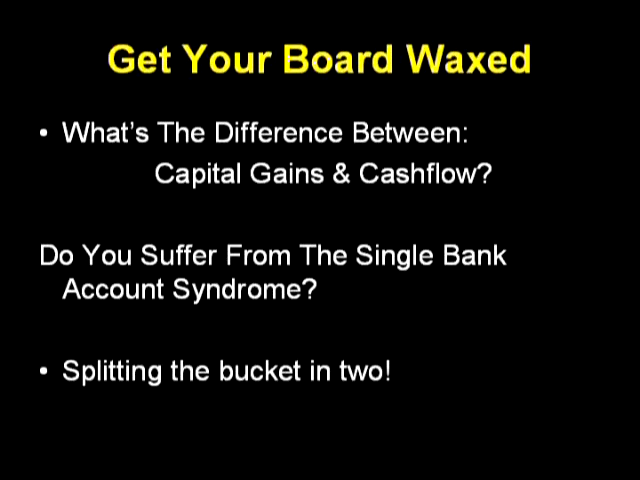 Get Your Board Waxed
• What's The Difference Between:
Capital Gains & Cashflow?
Do You Suffer From The Single Bank
Account Syndrome?
• Splitting the bucket in two!